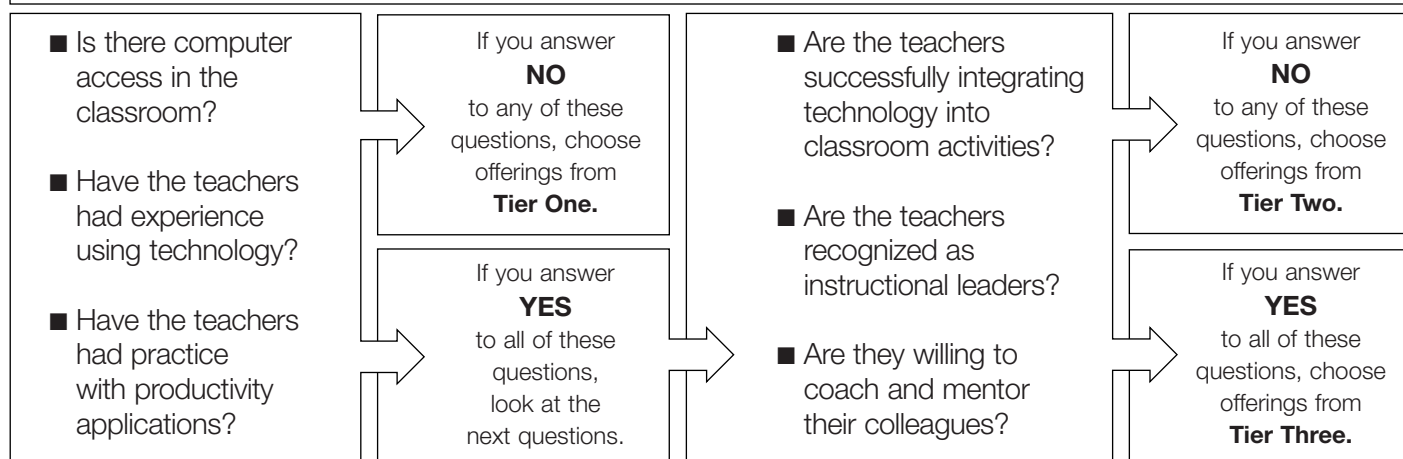 ■ Is there computer
access in the
classroom?
■ Have the teachers
had experience
using technology?
■ Have the teachers
had practice
with productivity
applications?
If you answer
NO
to any of these
questions, choose
offerings from
Tier One.
If you answer
YES
to all of these
questions,
look at the
next questions.
■ Are the teachers
successfully integrating
technology into
classroom activities?
■ Are the teachers
recognized as
instructional leaders?
■ Are they willing to
coach and mentor
their colleagues?
If you answer
NO
to any of these
questions, choose
offerings from
Tier Two.
If you answer
YES
to all of these
questions, choose
offerings from
Tier Three.